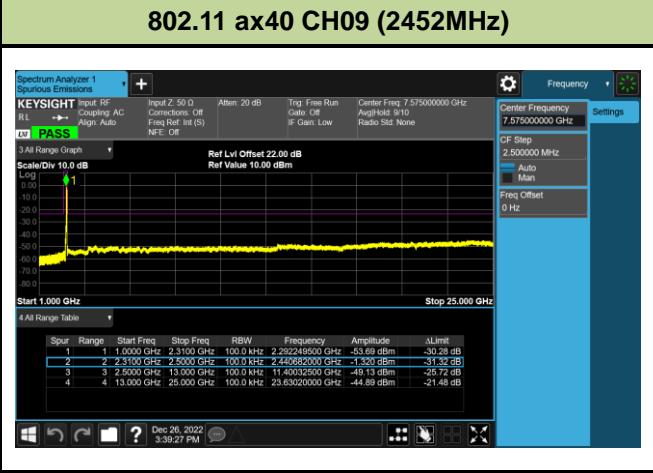 802.11 ax40 CH09 (2452MHz)
Spectrum Analyzer 1
Spurious Emissions
+
Frequency
KEYSIGHT
RL
PASS
Input: RF
Coupling: AC
Align: Auto
Input Z: 50 Ω
Corrections: Off
Freq Ref: Int (S)
NFE: Off
Atten: 20 dB
Trig: Free Run
Gate: Off
IF Gain: Low
Center Freq: 7.575000000 GHz
Avg|Hold: 9/10
Radio Std: None
3 All Range Graph
Scale/Div 10.0 dB
Ref Lvl Offset 22.00 dB
Ref Value 10.00 dBm
Log
1
0.00
-10.0
-20.0
-30.0
-40.0
-50.0
-60.0
-70.0
-80.0
Start 1.000 GHz
Stop 25.000 GHz
4 All Range Table
Spur Range Start Freq Stop Freq RBW Frequency Amplitude ΔLimit
1 1 1.0000 GHz 2.3100 GHz 100.0 kHz 2.292249500 GHz -53.69 dBm -30.28 dB
2 2 2.3100 GHz 2.5000 GHz 100.0 kHz 2.440682000 GHz -1.320 dBm -31.32 dB
3 3 2.5000 GHz 13.000 GHz 100.0 kHz 11.40032500 GHz -49.13 dBm -25.72 dB
4 4 13.000 GHz 25.000 GHz 100.0 kHz 23.63020000 GHz -44.89 dBm -21.48 dB
Center Frequency
7.575000000 GHz
Settings
CF Step
2.500000 MHz
Auto
Man
Freq Offset
0 Hz
?
Dec 26, 2022
3:39:27 PM